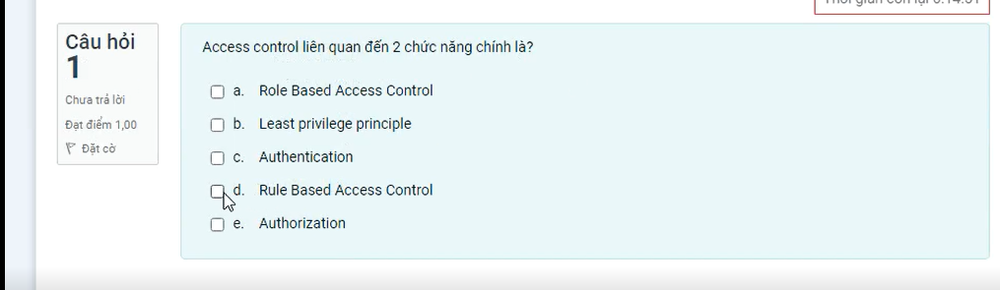 Câu hỏi
1
Chưa trả lời
Đạt điểm 1,00
Đặt cờ
Access control liên quan đến 2 chức năng chính là?
a. Role Based Access Control
b. Least privilege principle
c. Authentication
d. Rule Based Access Control
e. Authorization